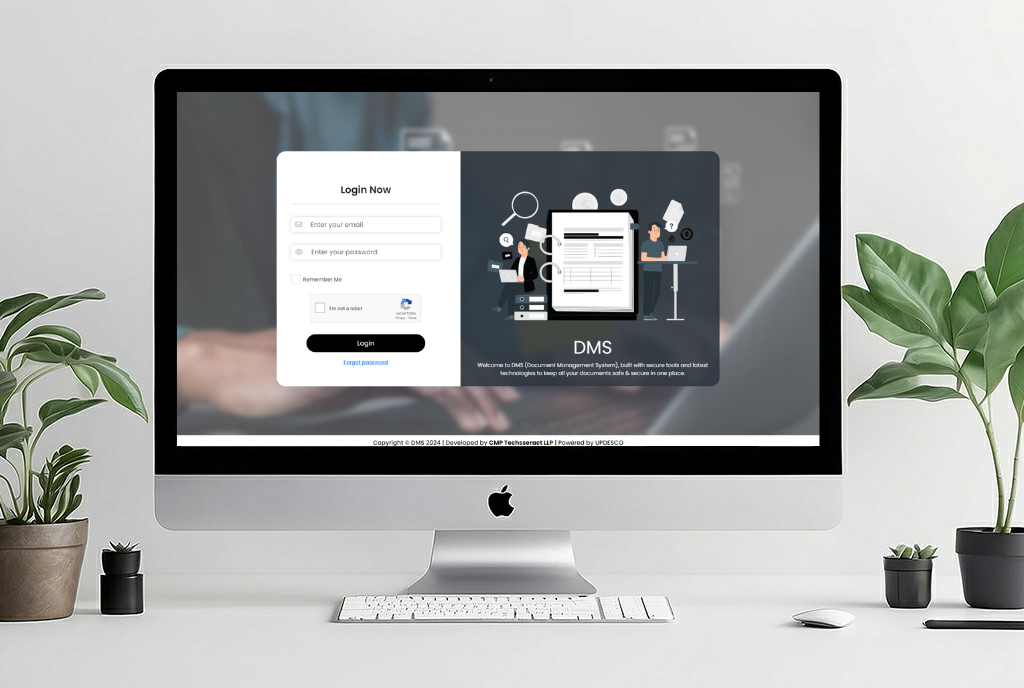 Login Now
Enter your email
Enter your password
Remember Me
I'm not a robot
reCAPTCHA
Privacy - Terms
Login
Forgot password
DMS
Welcome to DMS (Document Management System), built with secure tools and latest
technologies to keep all your documents safe & secure in one place.
Copyright © DMS 2024 | Developed by CMP Techsseract LLP | Powered by UPDESCO